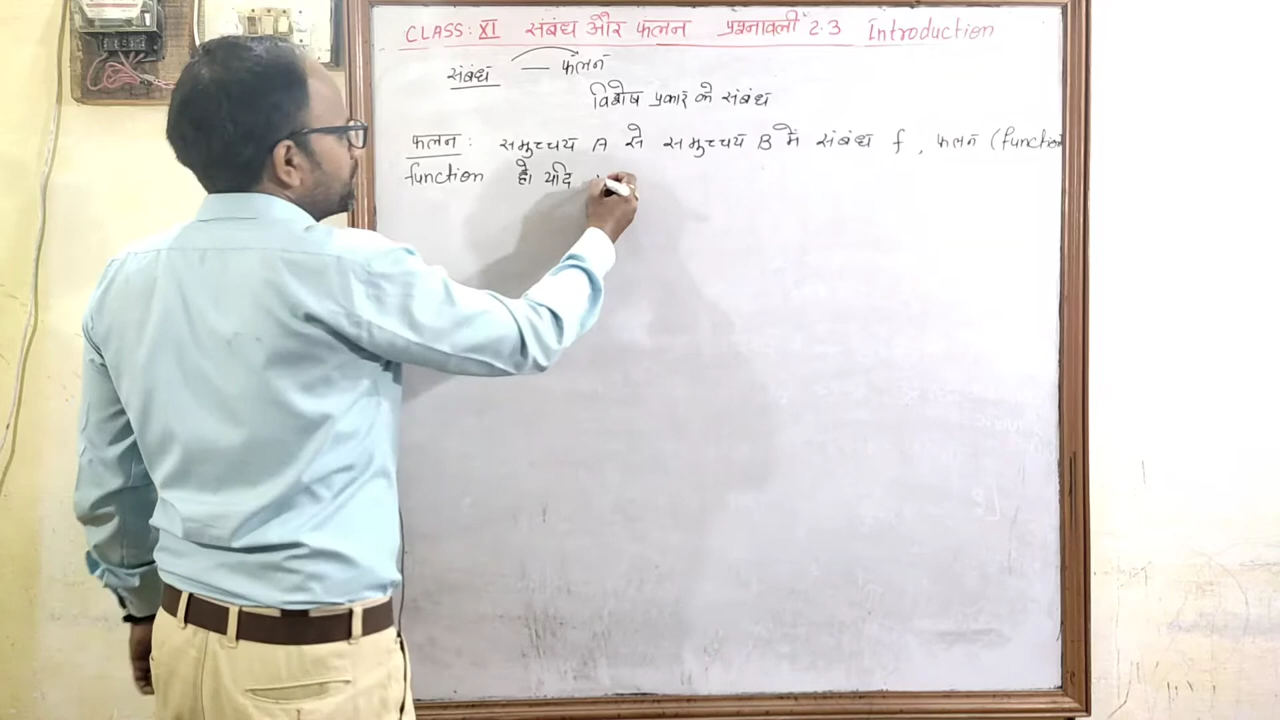 CLASS: XI संबंध और फलन प्रश्नावली 2.3 Introduction
संबंध — फलन
विशेष प्रकार के संबंध
फलन : समुच्चय A से समुच्चय B में संबंध f , फलन (function
function है। यदि